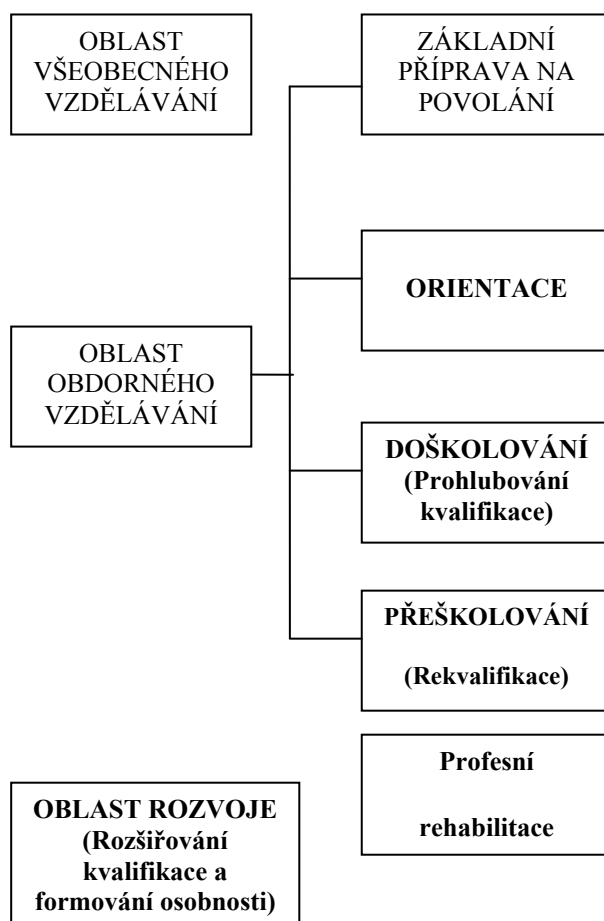 OBLAST
VŠEOBECNÉHO
VZDĚLÁVÁNÍ
ZÁKLADNÍ
PŘÍPRAVA NA
POVOLÁNÍ
ORIENTACE
OBLAST
OBDORNÉHO
VZDĚLÁVÁNÍ
DOŠKOLOVÁNÍ
(Prohlubování
kvalifikace)
PŘEŠKOLOVÁNÍ
(Rekvalifikace)
Profesní
rehabilitace
OBLAST ROZVOJE
(Rozšiřování
kvalifikace a
formování osobnosti)